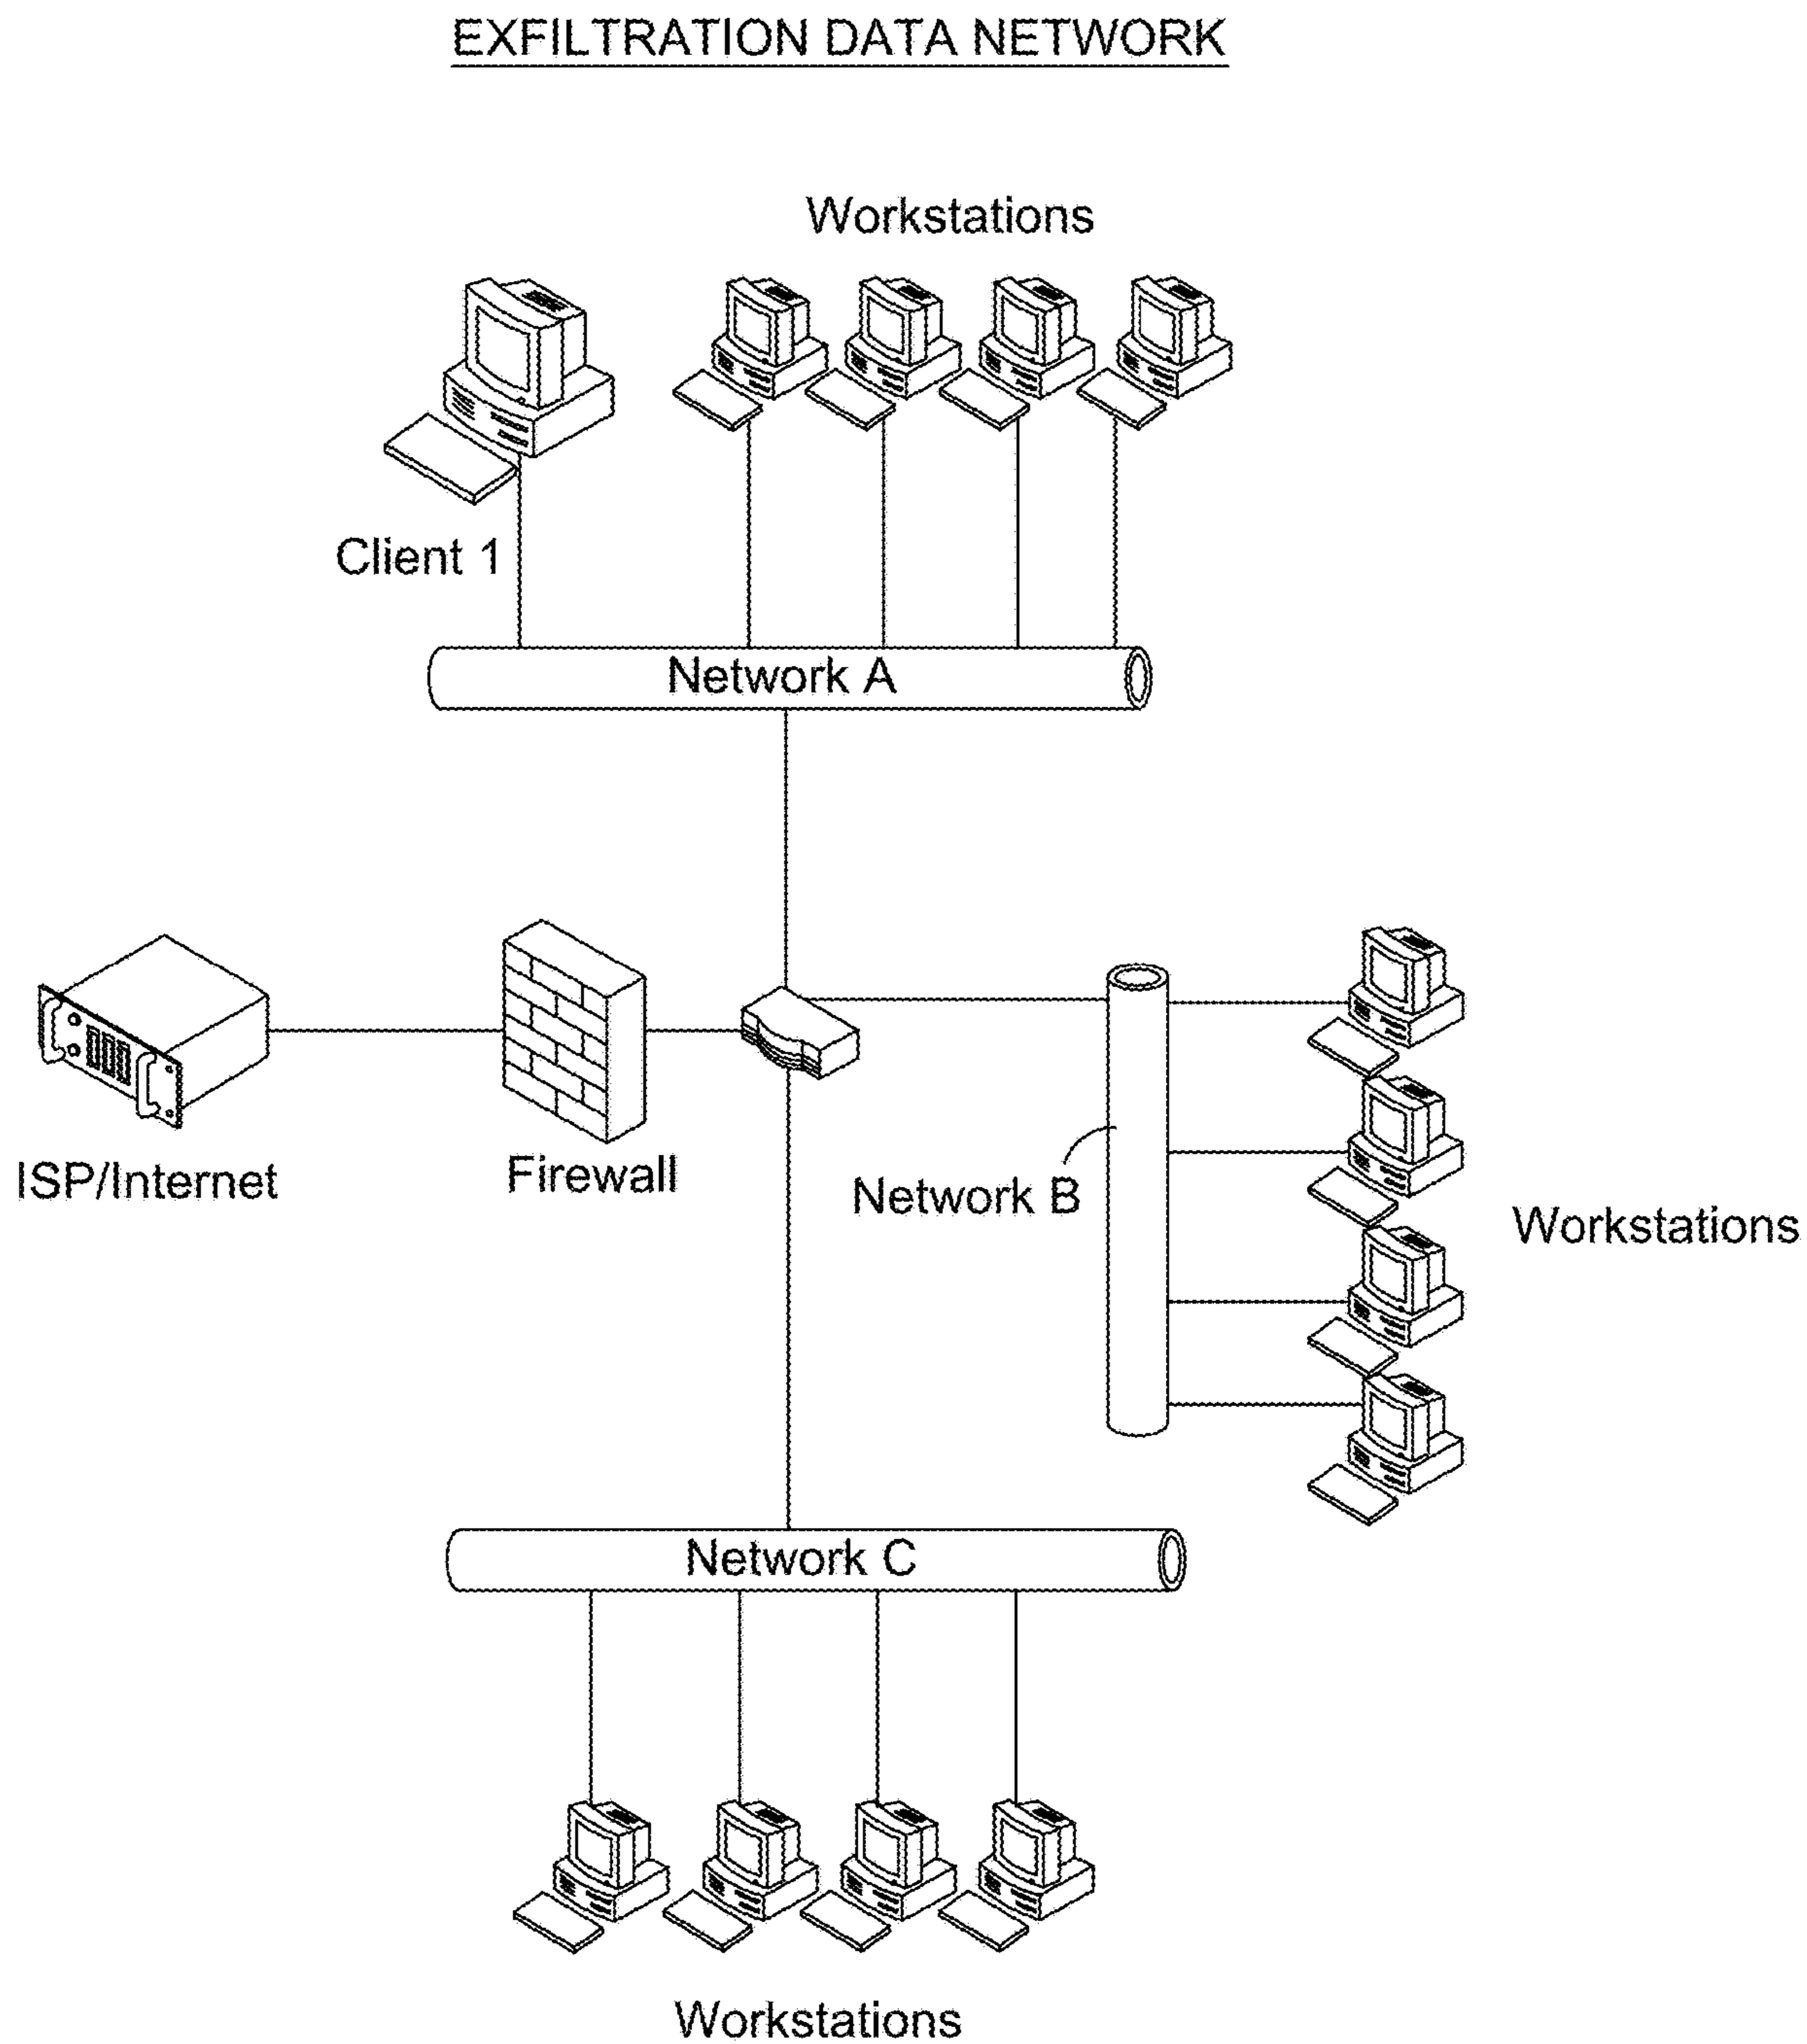 EXFILTRATION DATA NETWORK
Workstations
Client 1
Network A
ISP/Internet
Firewall
Network B
Workstations
Network C
Workstations